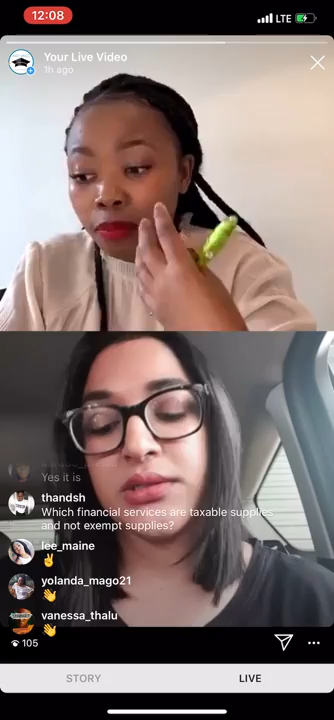 12:08
LTE
Your Live Video
1h ago
Yes it is
thandsh
Which financial services are taxable supplies
and not exempt supplies?
lee_maine
✌
yolanda_mago21
👋
vanessa_thalu
👋
105
STORY
LIVE